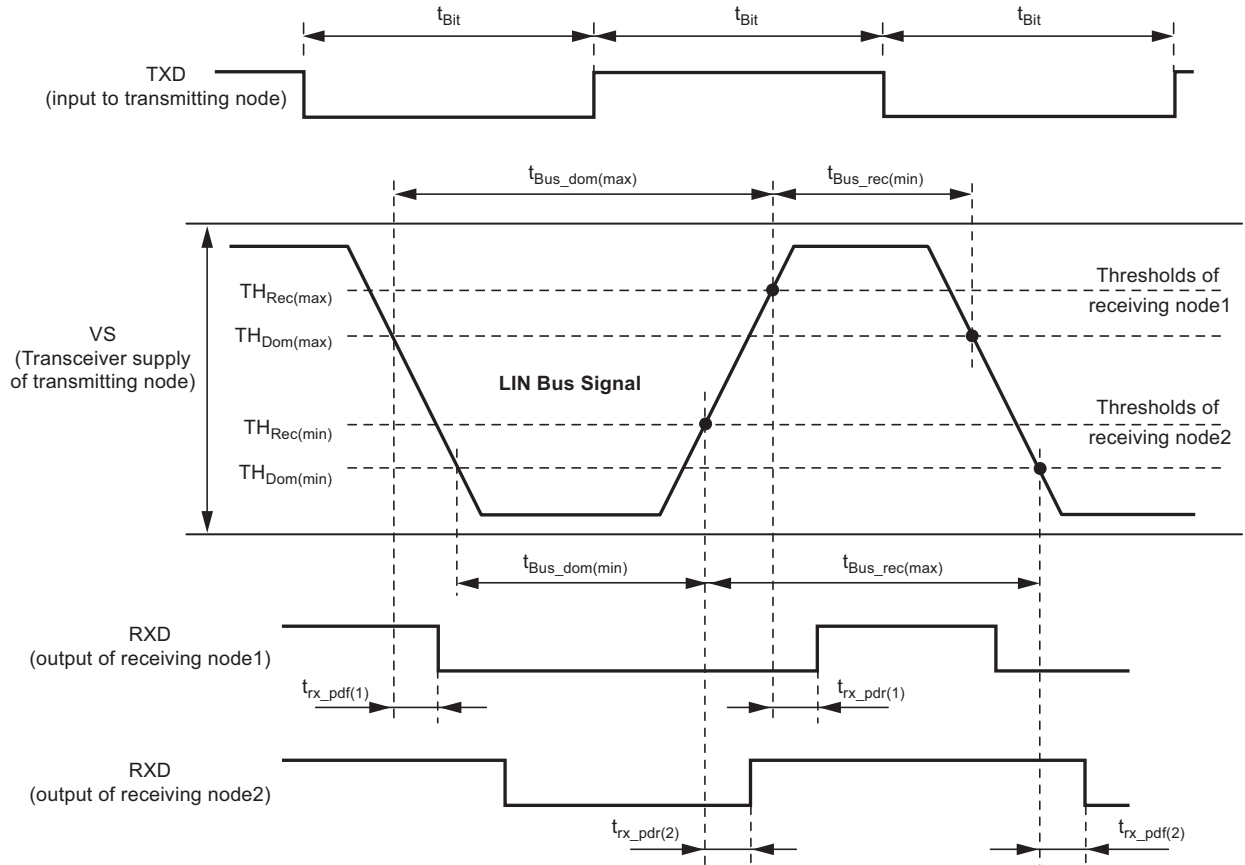 tBit
tBit
tBit
TXD
(input to transmitting node)
tBus_dom(max)
tBus_rec(min)
THRec(max)
Thresholds of
receiving node1
THDom(max)
VS
(Transceiver supply
of transmitting node)
LIN Bus Signal
THRec(min)
Thresholds of
receiving node2
THDom(min)
tBus_dom(min)
tBus_rec(max)
RXD
(output of receiving node1)
trx_pdf(1)
trx_pdr(1)
RXD
(output of receiving node2)
trx_pdr(2)
trx_pdf(2)